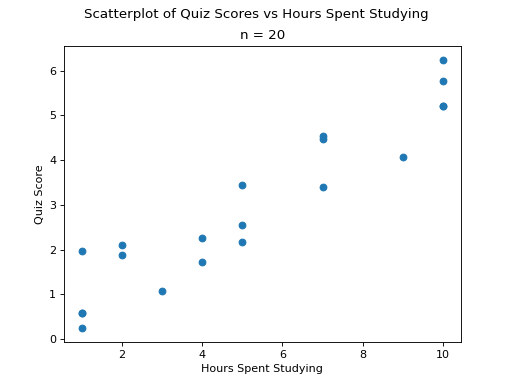 Scatterplot of Quiz Scores vs Hours Spent Studying
n = 20
6
5
4
3
2
1
0
Quiz Score
2 4 6 8 10
Hours Spent Studying